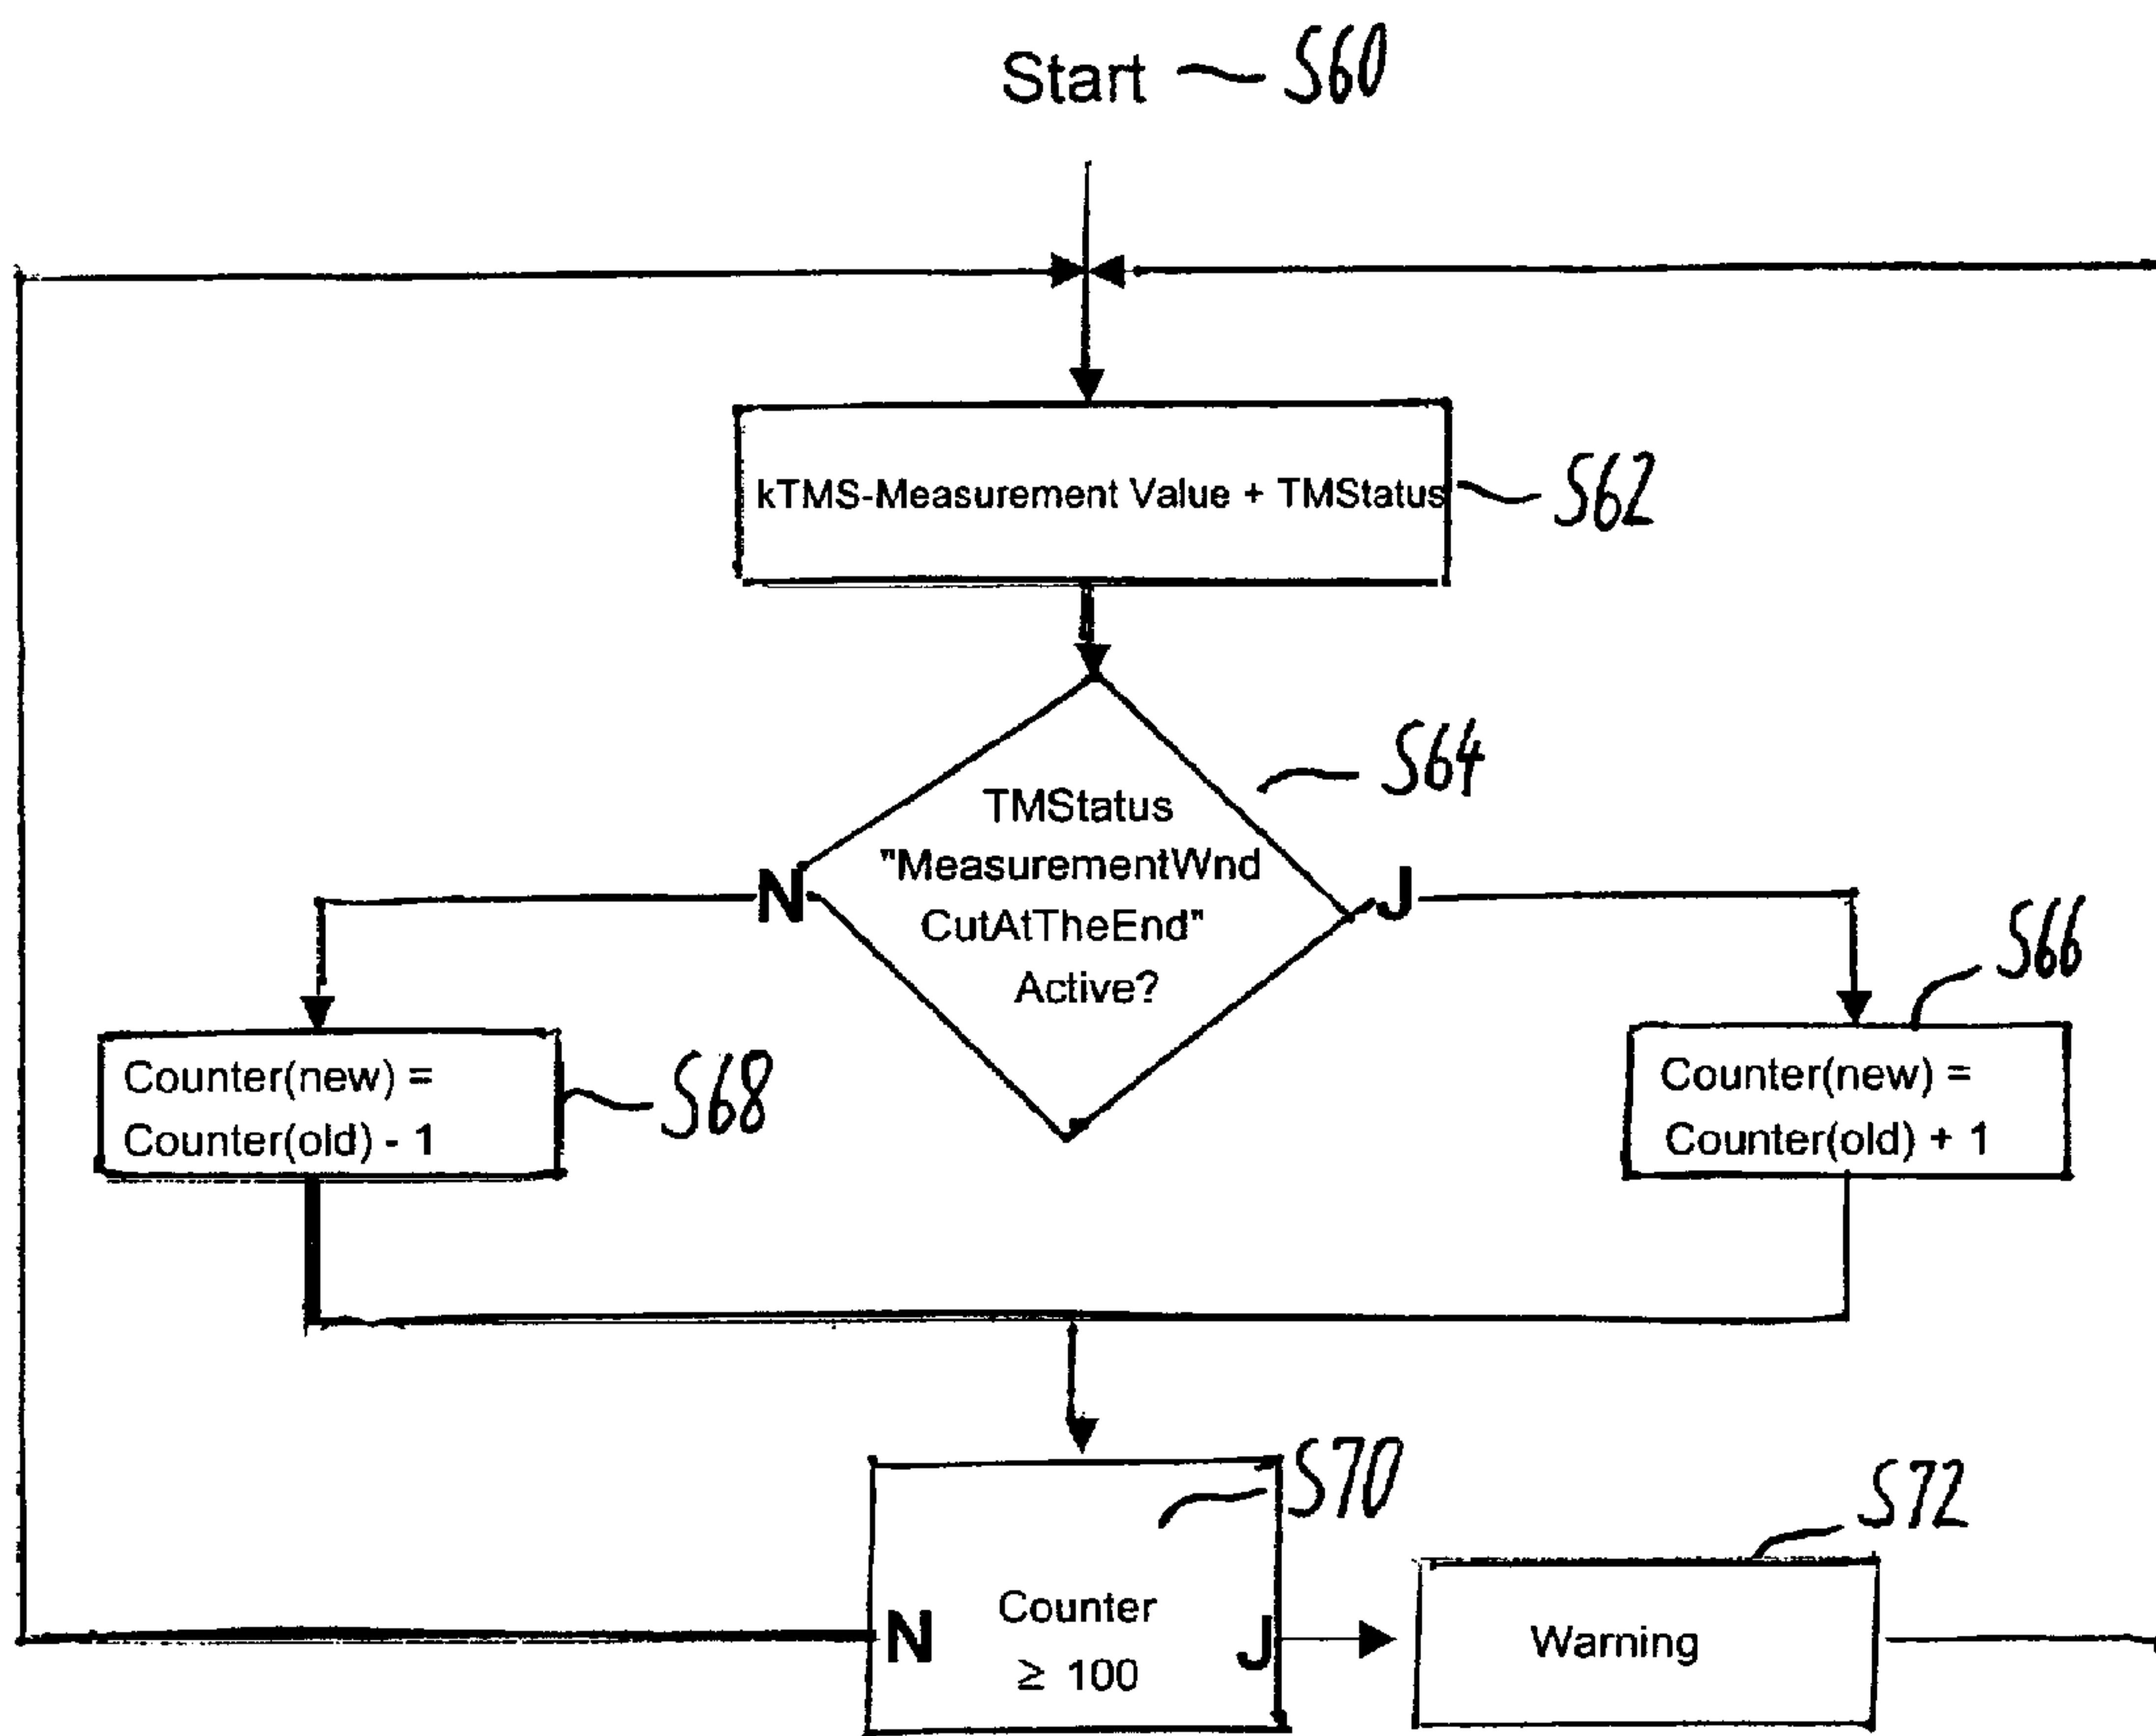 Start S60
kTMS-Measurement Value + TMStatus S62
S64
TMStatus
"MeasurementWnd
CutAtTheEnd"
Active?
N
J
S66
Counter(new) =
Counter(old) - 1
S68
Counter(new) =
Counter(old) + 1
S70
S72
Counter
≥ 100
N
J
Warning